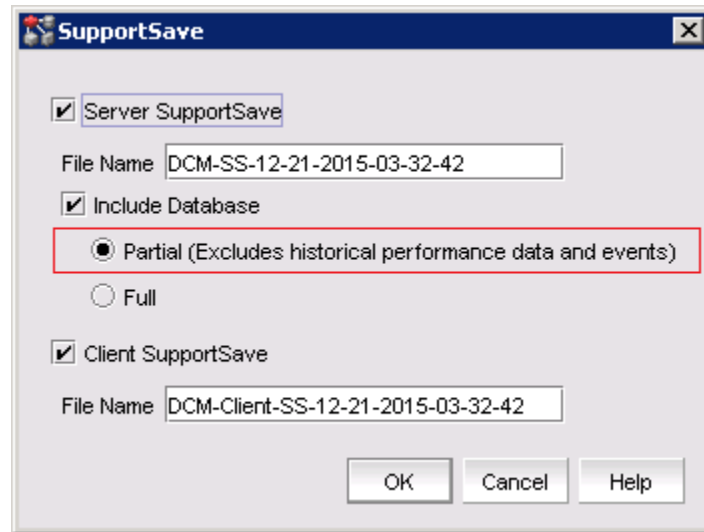 SupportSave
Server SupportSave
File Name DCM-SS-12-21-2015-03-32-42
Include Database
Partial (Excludes historical performance data and events)
Full
Client SupportSave
File Name DCM-Client-SS-12-21-2015-03-32-42
OK Cancel Help